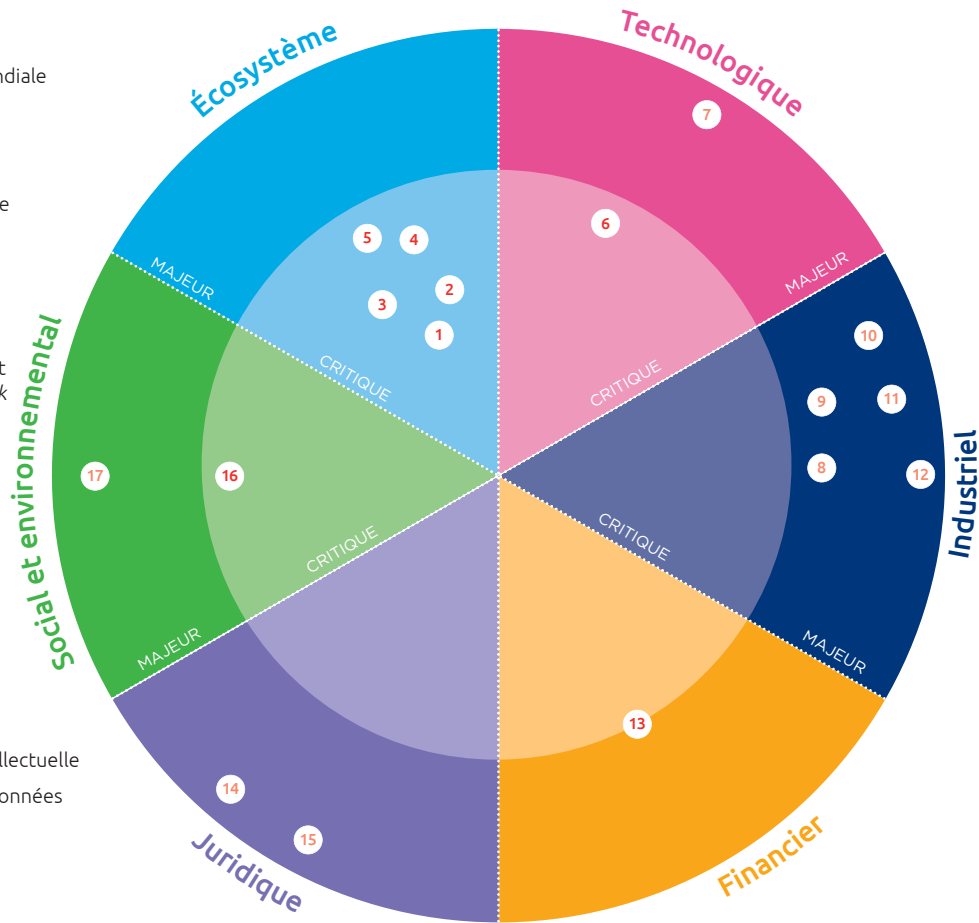 Écosystème
Technologique
ndiale
7
e
6
5
4
MAJEUR
MAJEUR
2
3
1
10
t
k
CRITIQUE
CRITIQUE
9
11
Social et environnemental
17
16
8
12
Industriel
CRITIQUE
CRITIQUE
MAJEUR
MAJEUR
13
llectuelle
14
onnées
15
Juridique
Financier